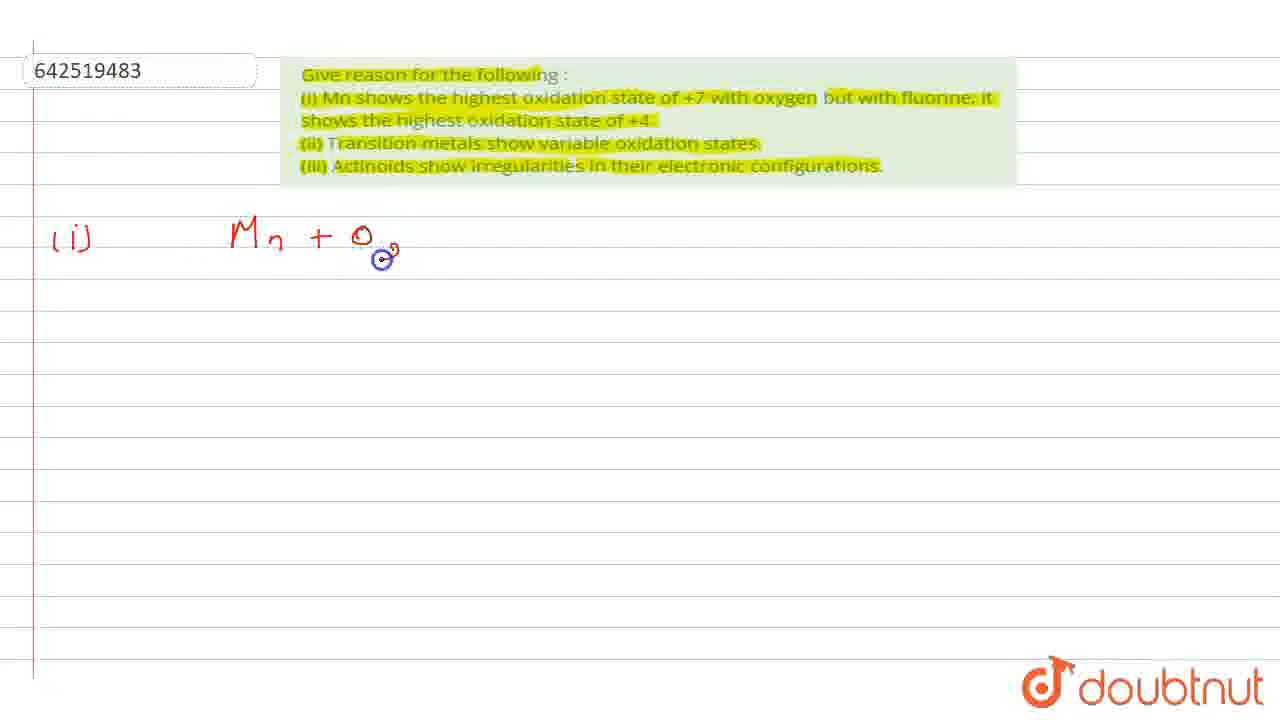 642519483
Give reason for the following :
(i) Mn shows the highest oxidation state of +7 with oxygen but with fluorine, it
shows the highest oxidation state of +4.
(ii) Transition metals show variable oxidation states.
(iii) Actinoids show irregularities in their electronic configurations.
(i) Mn + O
doubtnut